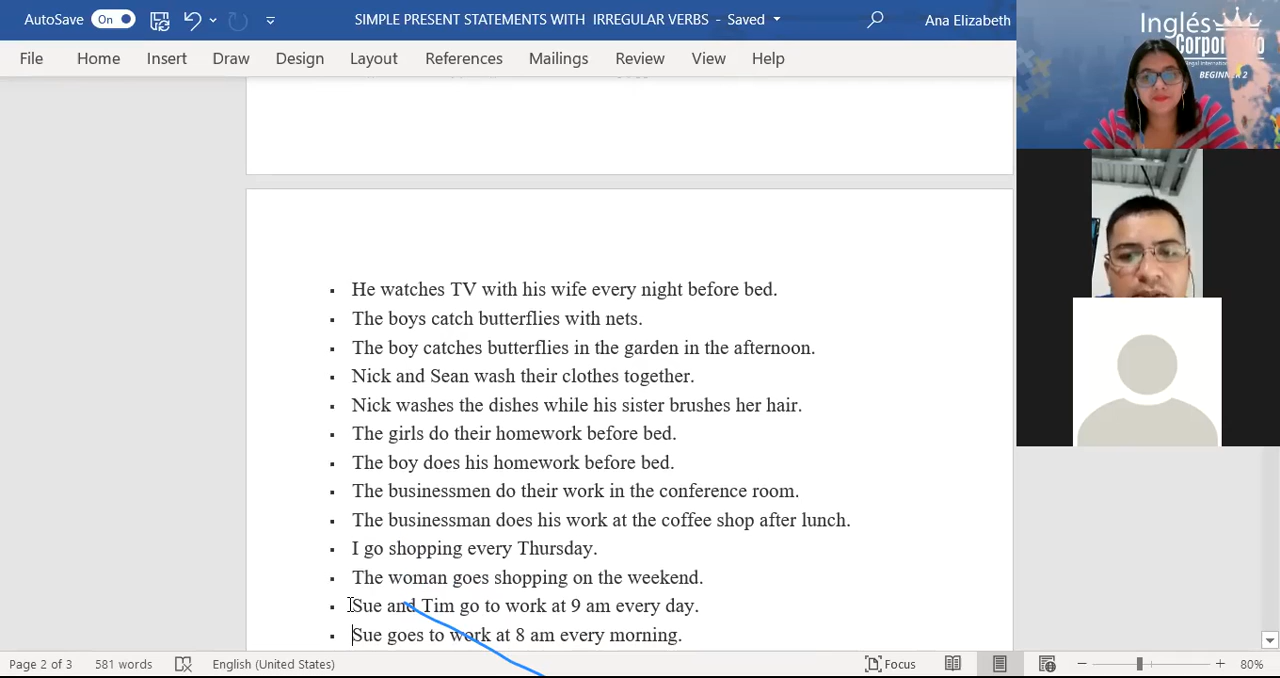 AutoSave On SIMPLE PRESENT STATEMENTS WITH IRREGULAR VERBS - Saved Ana Elizabeth
File Home Insert Draw Design Layout References Mailings Review View Help
Inglés
Corporativo
BEGINNER 2
He watches TV with his wife every night before bed.
The boys catch butterflies with nets.
The boy catches butterflies in the garden in the afternoon.
Nick and Sean wash their clothes together.
Nick washes the dishes while his sister brushes her hair.
The girls do their homework before bed.
The boy does his homework before bed.
The businessmen do their work in the conference room.
The businessman does his work at the coffee shop after lunch.
I go shopping every Thursday.
The woman goes shopping on the weekend.
Sue and Tim go to work at 9 am every day.
Sue goes to work at 8 am every morning.
Page 2 of 3 581 words English (United States) Focus 80%